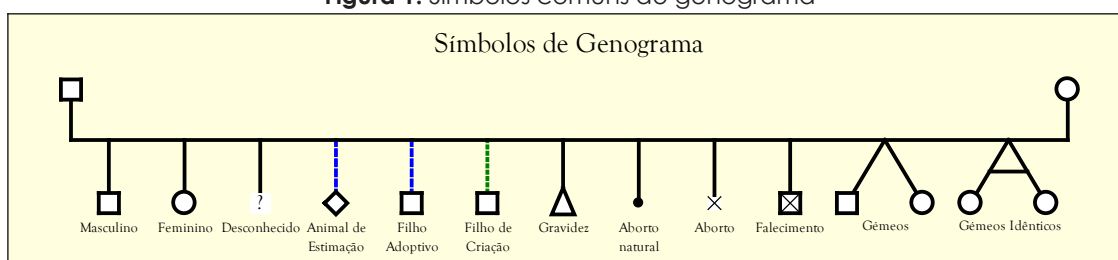 Figura 1. Símbolos comuns do genograma
Símbolos de Genograma
?
Masculino Feminino Desconhecido Animal de Estimação Filho Adoptivo Filho de Criação Gravidez Aborto natural Aborto Falecimento Gêmeos Gêmeos Idênticos